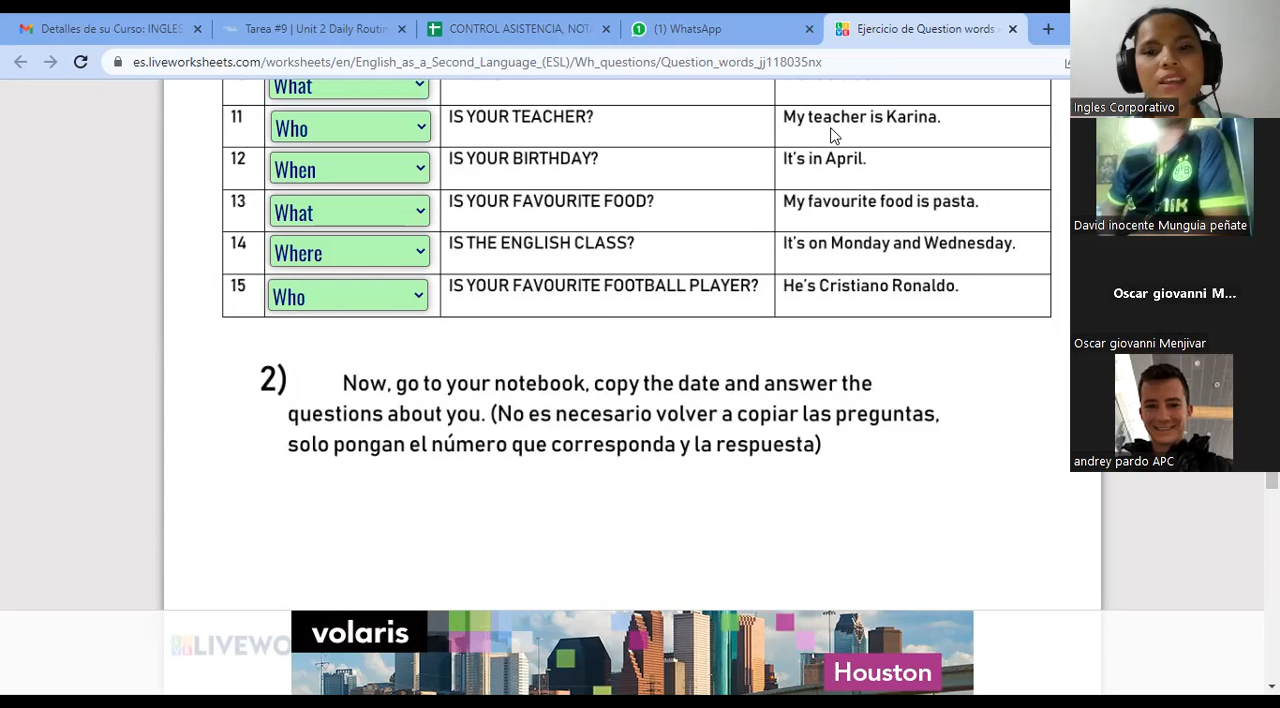 Detalles de su Curso: INGLES
Tarea #9 | Unit 2 Daily Routin
CONTROL ASISTENCIA, NOTA
(1) WhatsApp
Ejercicio de Question words
es.liveworksheets.com/worksheets/en/English_as_a_Second_Language_(ESL)/Wh_questions/Question_words_jj118035nx
What
11 Who IS YOUR TEACHER? My teacher is Karina.
12 When IS YOUR BIRTHDAY? It's in April.
13 What IS YOUR FAVOURITE FOOD? My favourite food is pasta.
14 Where IS THE ENGLISH CLASS? It's on Monday and Wednesday.
15 Who IS YOUR FAVOURITE FOOTBALL PLAYER? He's Cristiano Ronaldo.
2) Now, go to your notebook, copy the date and answer the
questions about you. (No es necesario volver a copiar las preguntas,
solo pongan el número que corresponda y la respuesta)
LIVEWO
volaris
Houston
Ingles Corporativo
David inocente Munguia peñate
Oscar giovanni M...
Oscar giovanni Menjivar
andrey pardo APC